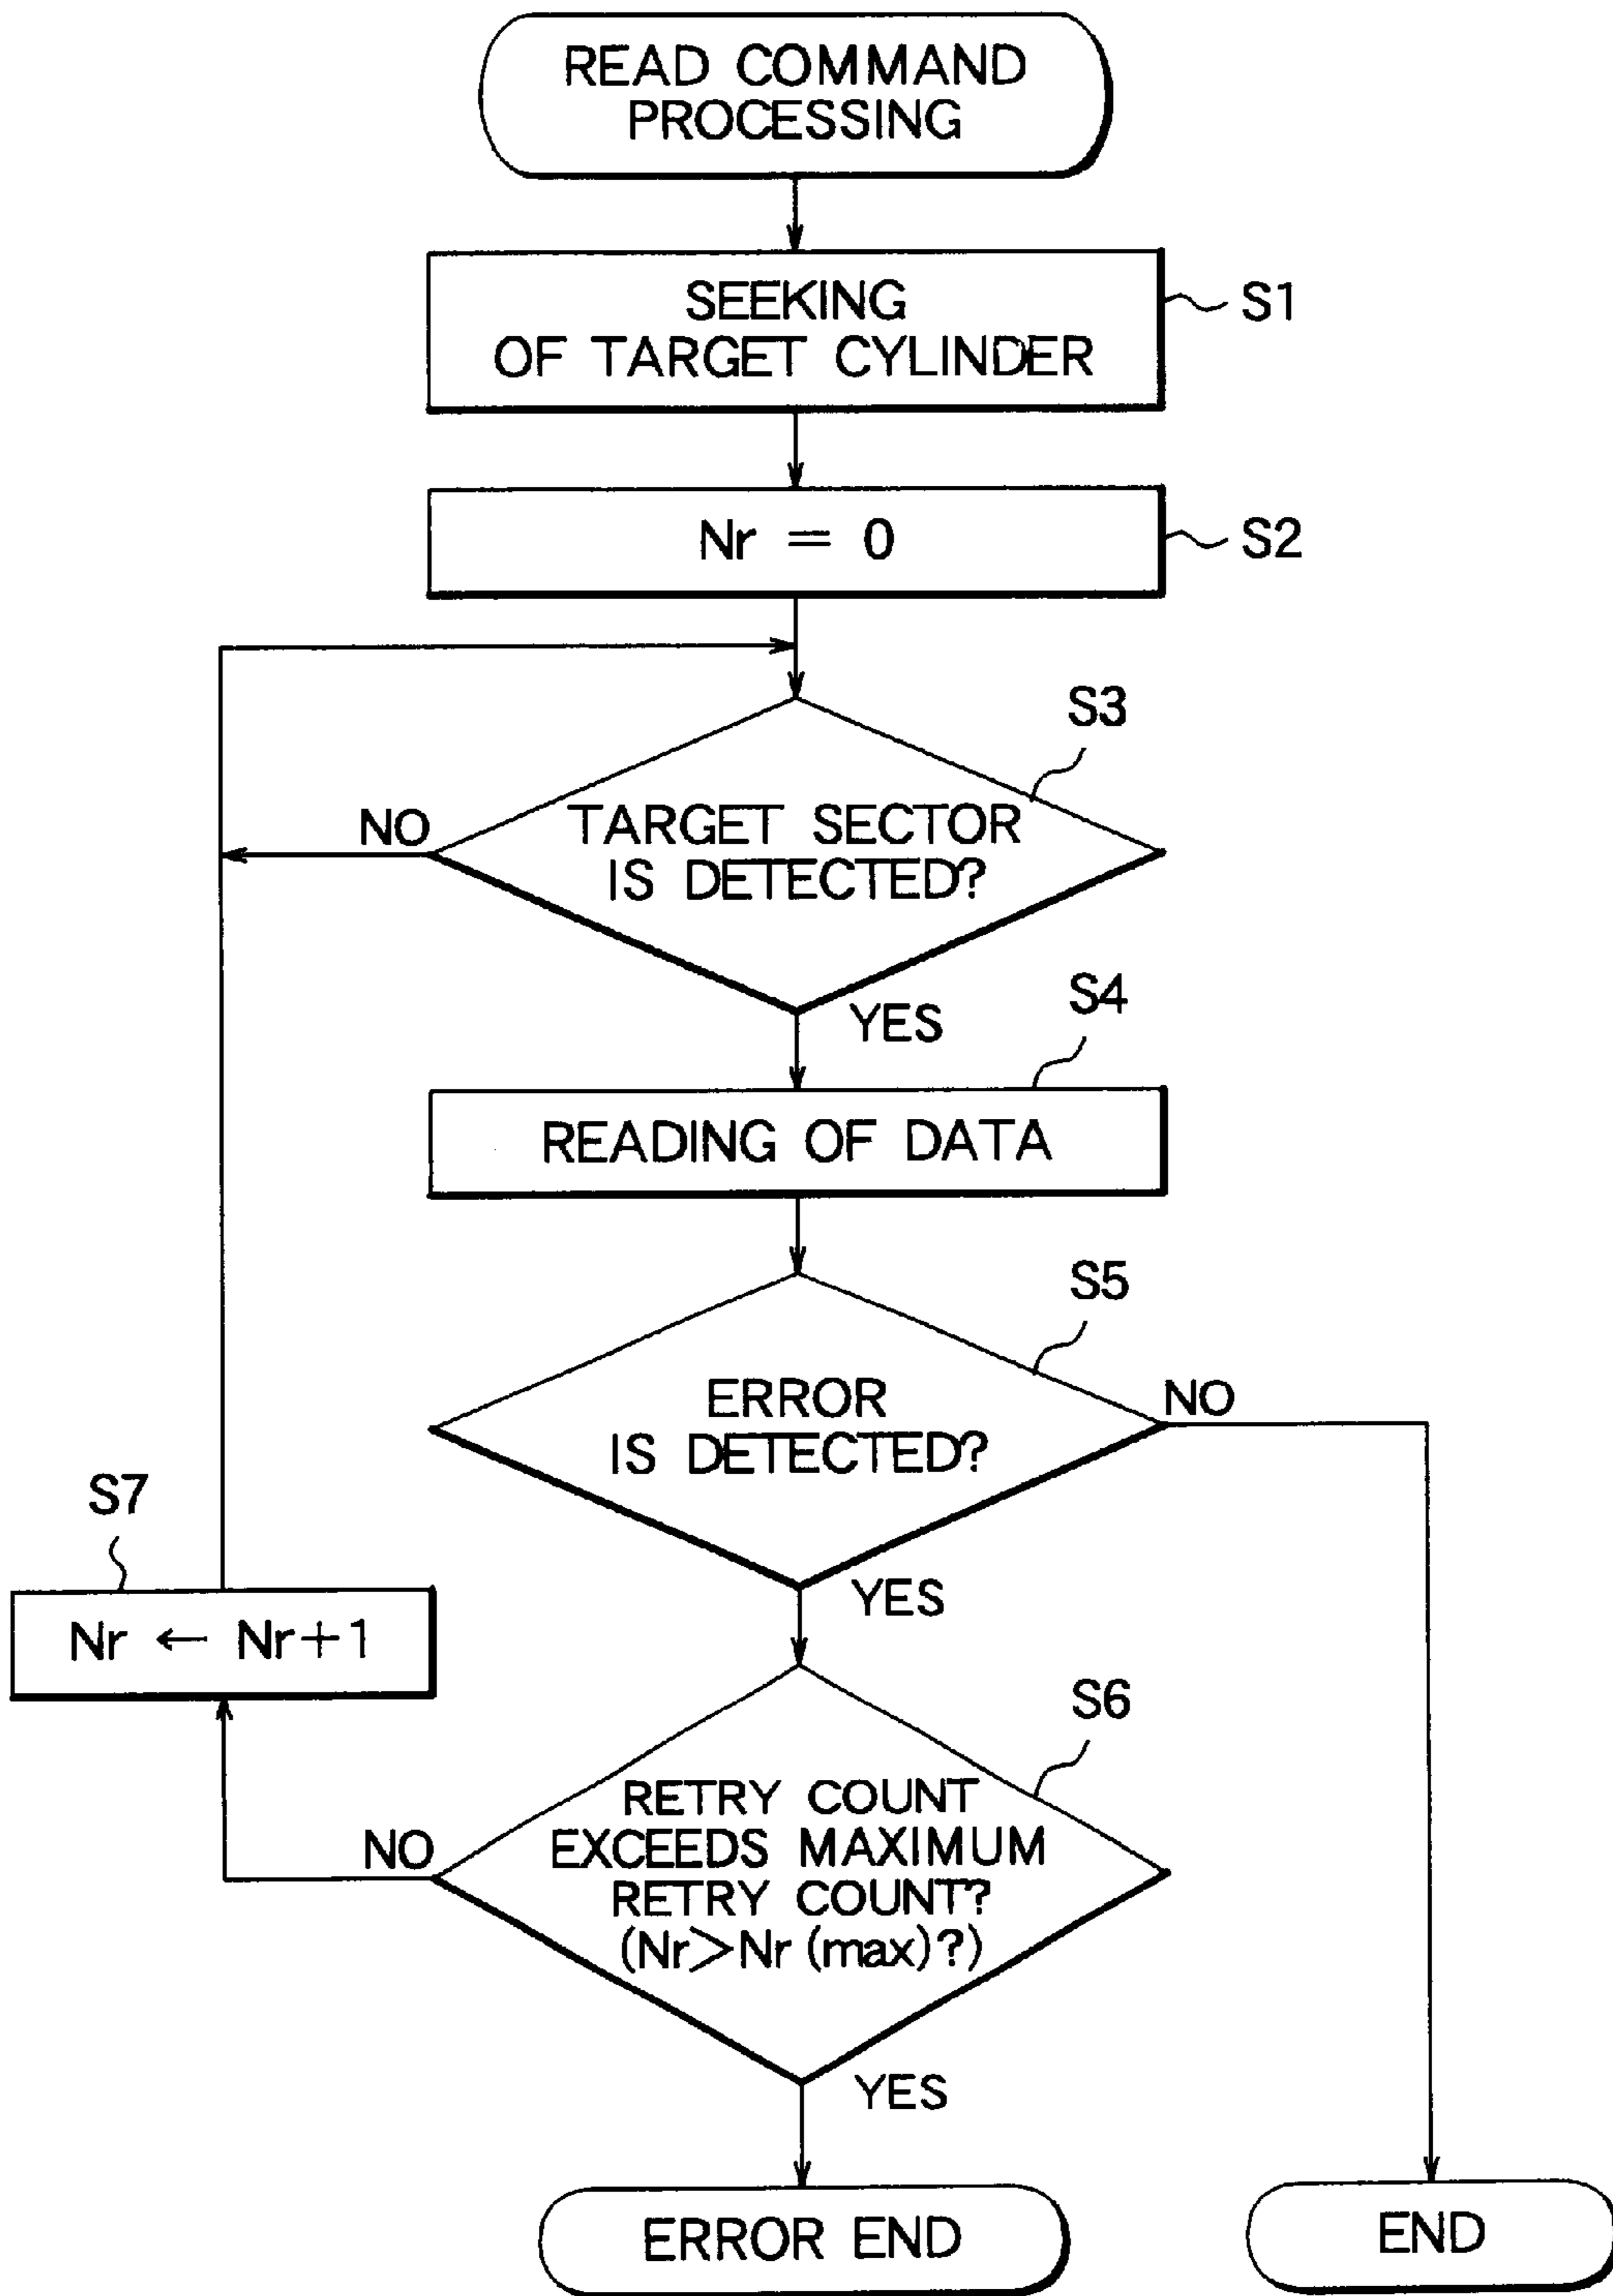 READ COMMAND
PROCESSING
SEEKING
OF TARGET CYLINDER
S1
Nr = 0
S2
S3
NO
TARGET SECTOR
IS DETECTED?
YES
S4
READING OF DATA
S5
ERROR
IS DETECTED?
NO
YES
S7
Nr ← Nr+1
S6
NO
RETRY COUNT
EXCEEDS MAXIMUM
RETRY COUNT?
(Nr>Nr (max)?)
YES
ERROR END
END